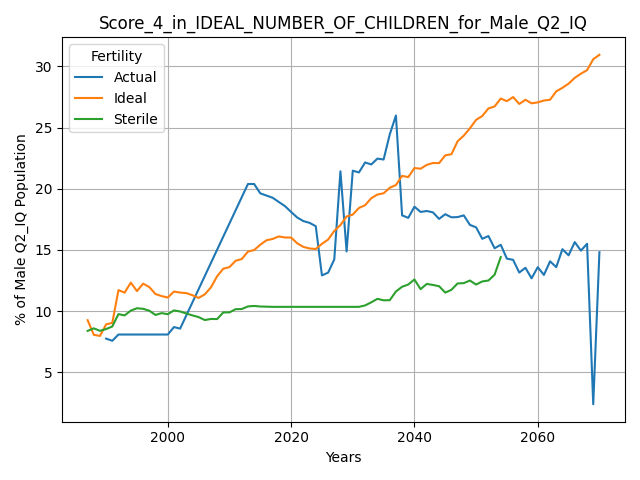 Score_4_in_IDEAL_NUMBER_OF_CHILDREN_for_Male_Q2_IQ
Fertility
Actual
Ideal
Sterile
% of Male Q2_IQ Population
30
25
20
15
10
5
2000
2020
2040
2060
Years